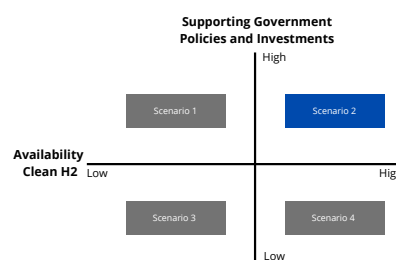 Supporting Government
Policies and Investments
High
Scenario 1
Scenario 2
Availability
Clean H2
Low
Hig
Scenario 3
Scenario 4
Low